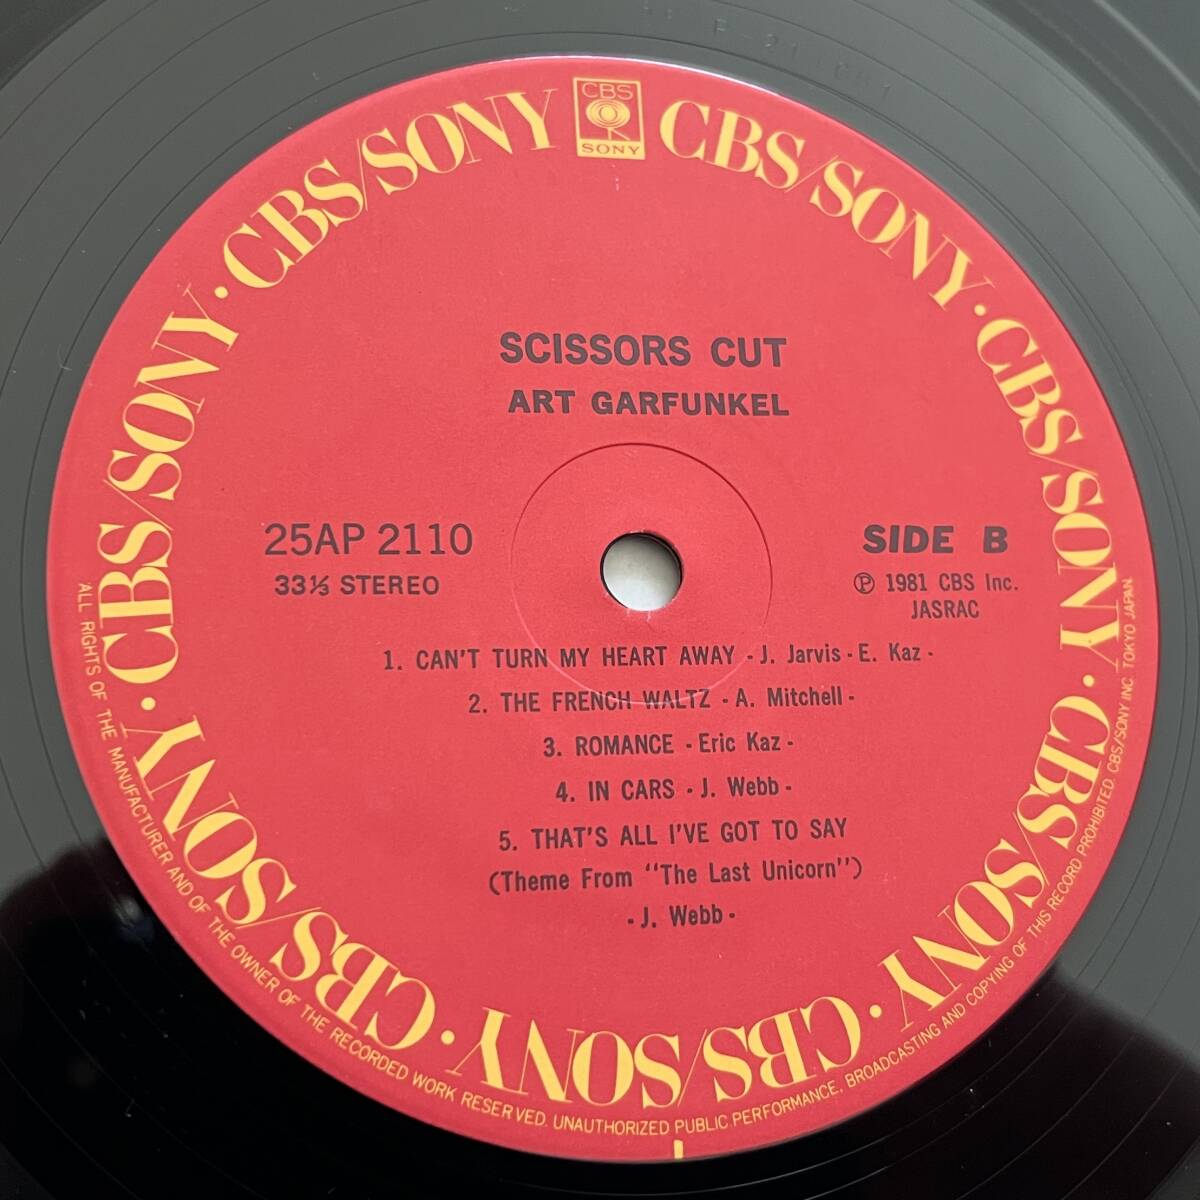 CBS
SONY
CBS/SONY · CBS/SONY · CBS/SONY · CBS/SONY · CBS/SONY · CBS/SONY · CBS/SONY
SCISSORS CUT
ART GARFUNKEL
25AP 2110
33⅓ STEREO
SIDE B
Ⓟ 1981 CBS Inc.
JASRAC
1. CAN'T TURN MY HEART AWAY - J. Jarvis - E. Kaz -
2. THE FRENCH WALTZ - A. Mitchell -
3. ROMANCE - Eric Kaz -
4. IN CARS - J. Webb -
5. THAT'S ALL I'VE GOT TO SAY
(Theme From "The Last Unicorn")
- J. Webb -
ALL RIGHTS OF THE MANUFACTURER AND OF THE OWNER OF THE RECORDED WORK RESERVED. UNAUTHORIZED PUBLIC PERFORMANCE, BROADCASTING AND COPYING OF THIS RECORD PROHIBITED. CBS/SONY INC. TOKYO JAPAN.